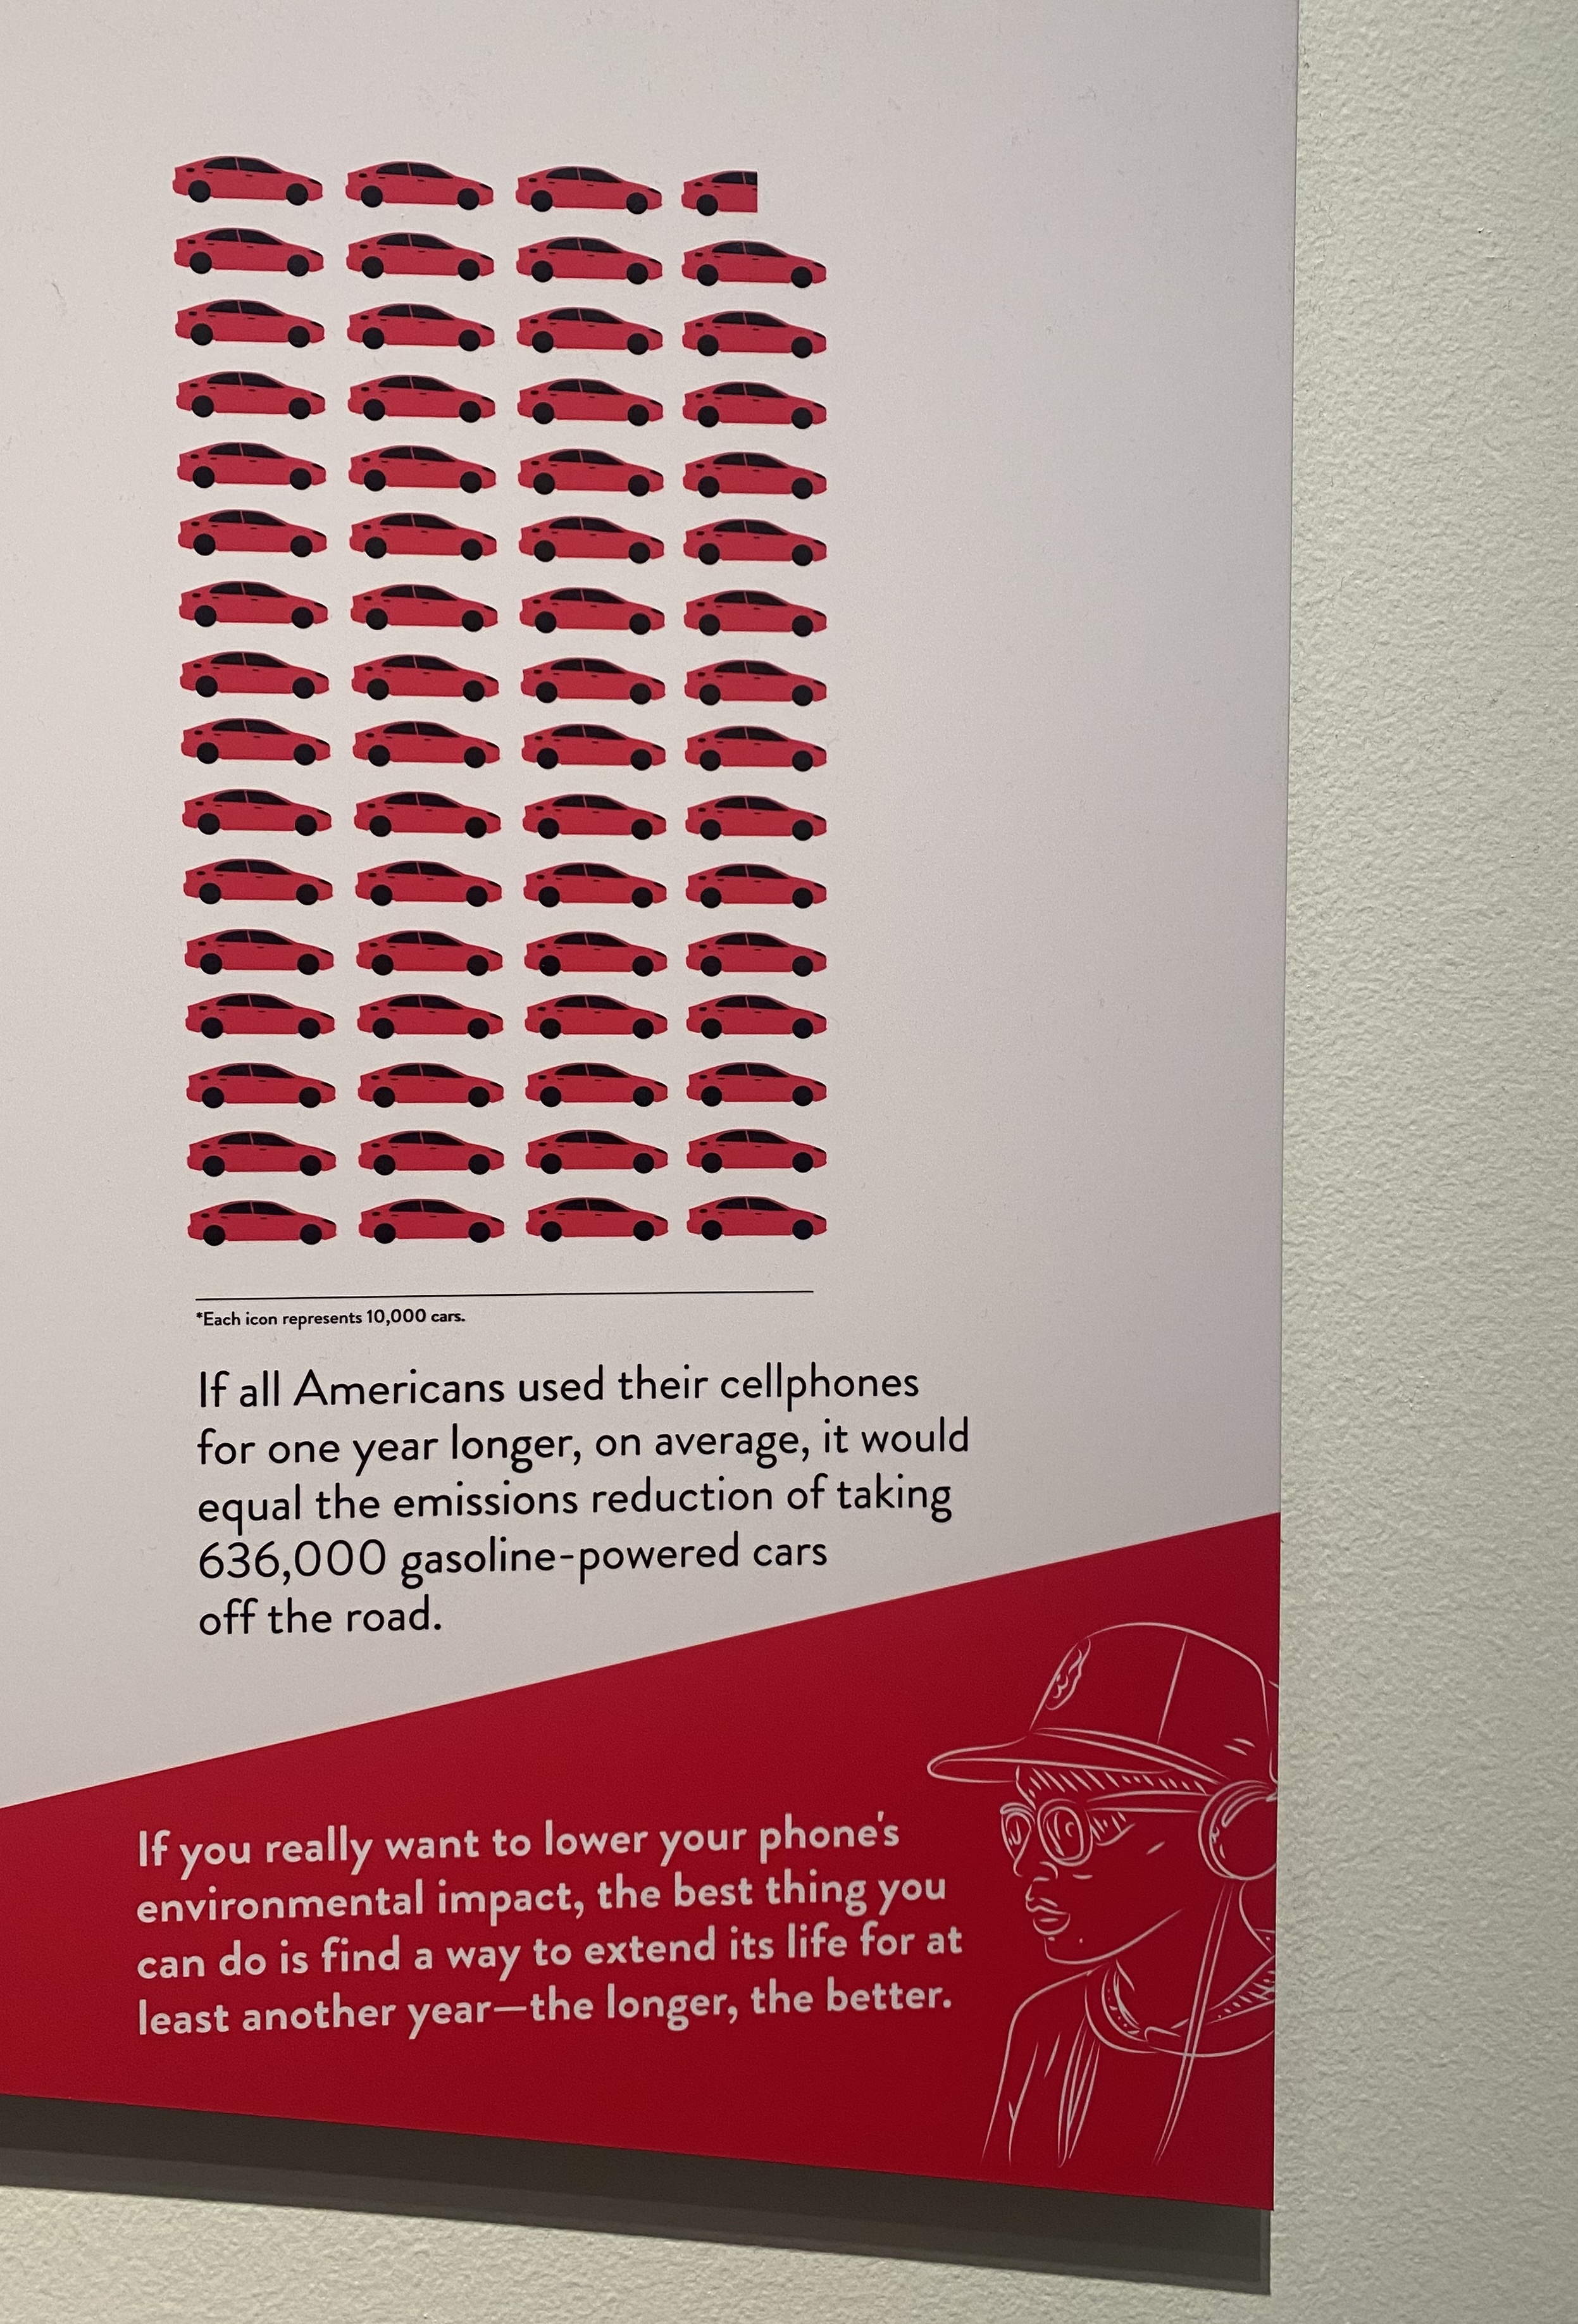 *Each icon represents 10,000 cars.
If all Americans used their cellphones
for one year longer, on average, it would
equal the emissions reduction of taking
636,000 gasoline-powered cars
off the road.
If you really want to lower your phone's
environmental impact, the best thing you
can do is find a way to extend its life for at
least another year—the longer, the better.